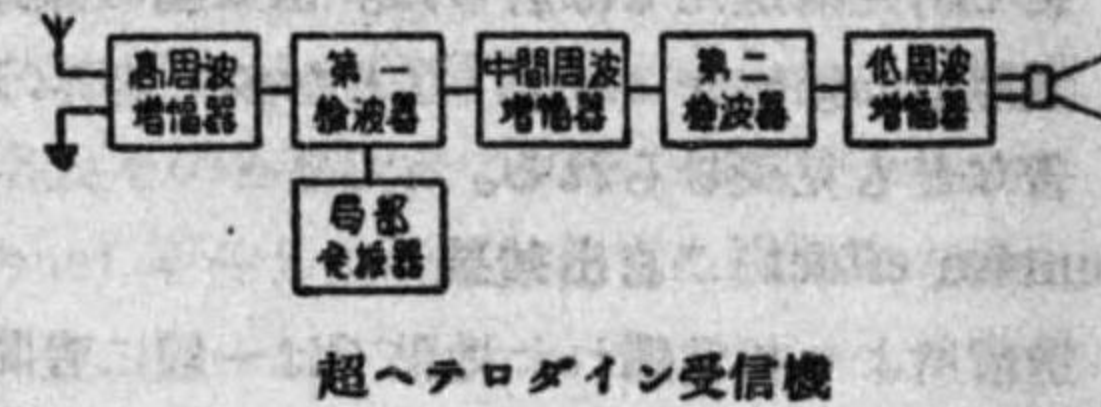 高周波
増幅器
第一
検波器
中間周波
増幅器
第二
検波器
低周波
増幅器
局部
発振器
超ヘテロダイン受信機